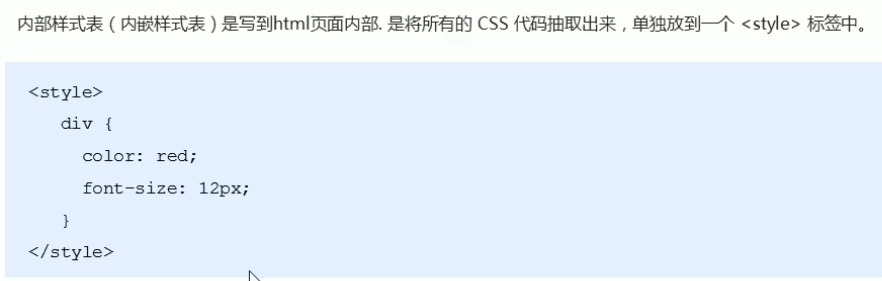 内部样式表（内嵌样式表）是写到html页面内部. 是将所有的 CSS 代码抽取出来，单独放到一个 <style> 标签中。
<style>
div {
color: red;
font-size: 12px;
}
</style>